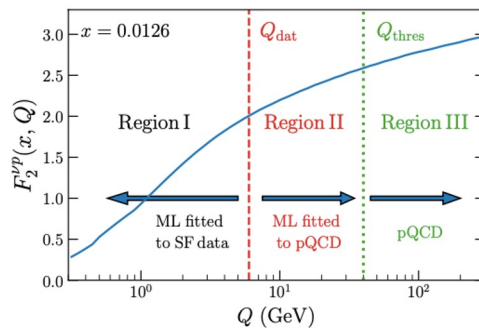 x = 0.0126
Q_dat
Q_thres
3.0
2.5
2.0
1.5
1.0
0.5
0.0
F_2^{νp}(x, Q)
Region I
Region II
Region III
ML fitted
to SF data
ML fitted
to pQCD
pQCD
10^0
10^1
10^2
Q (GeV)